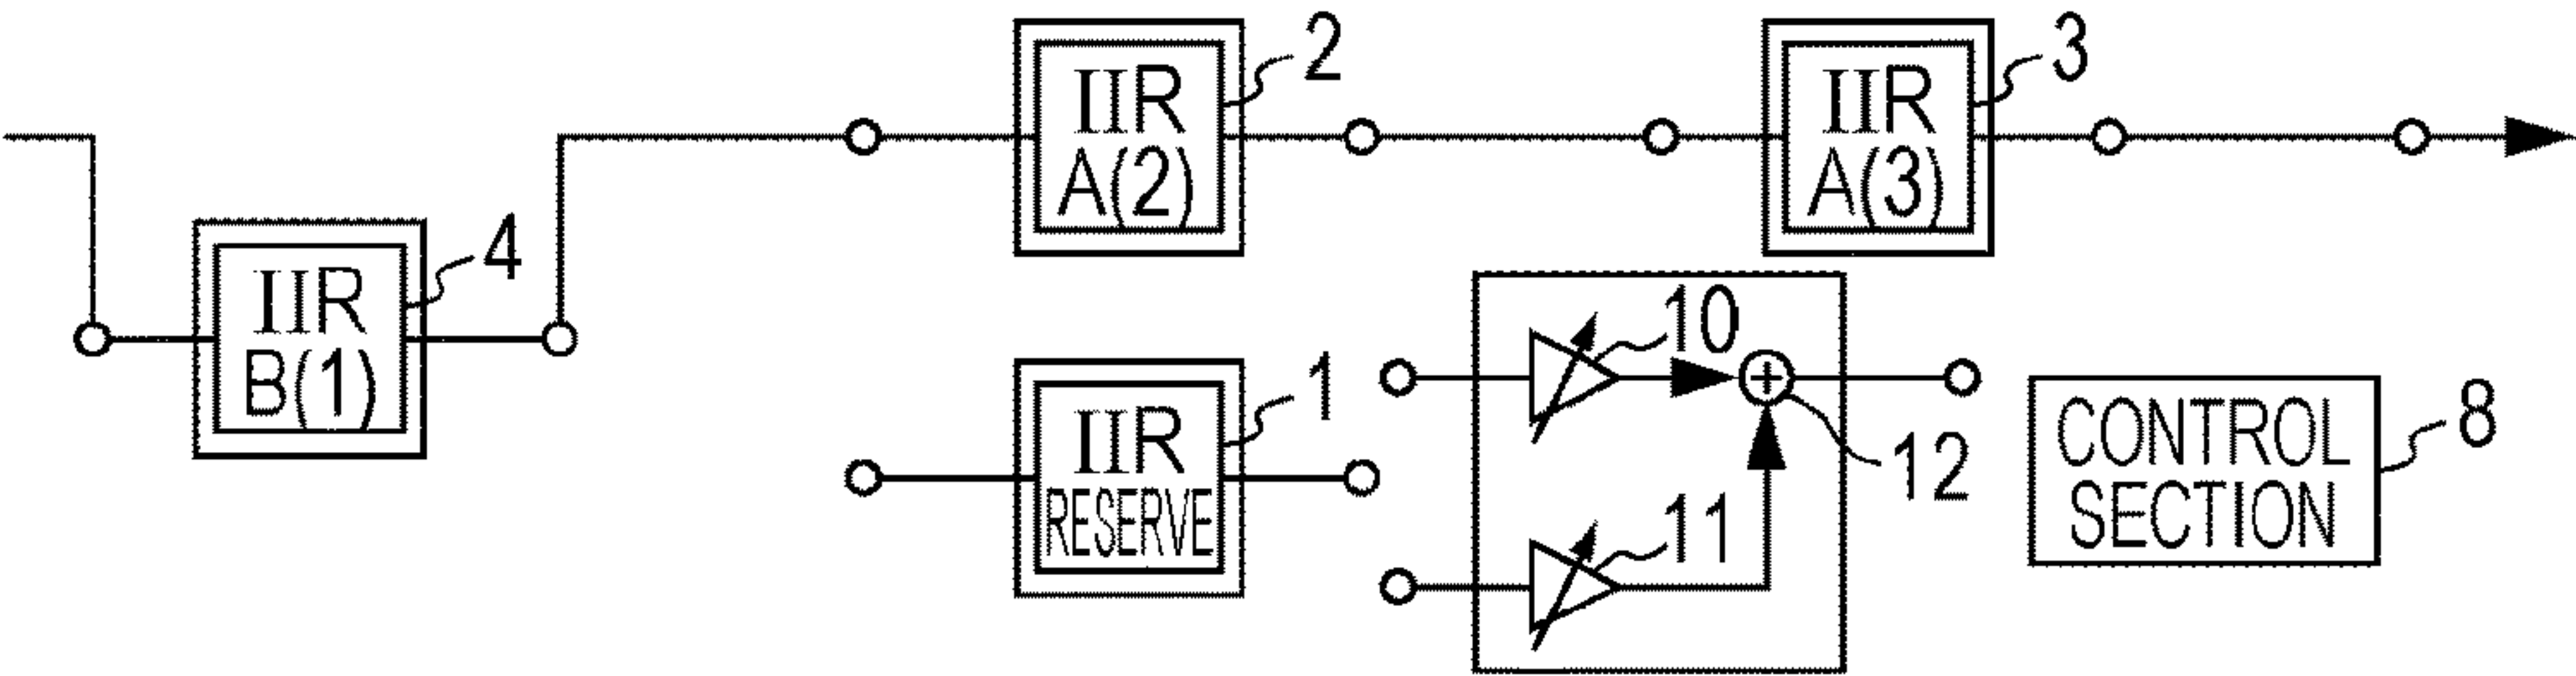 IIR
A(2)
2
IIR
A(3)
3
IIR
B(1)
4
IIR
RESERVE
1
10
11
12
CONTROL
SECTION
8